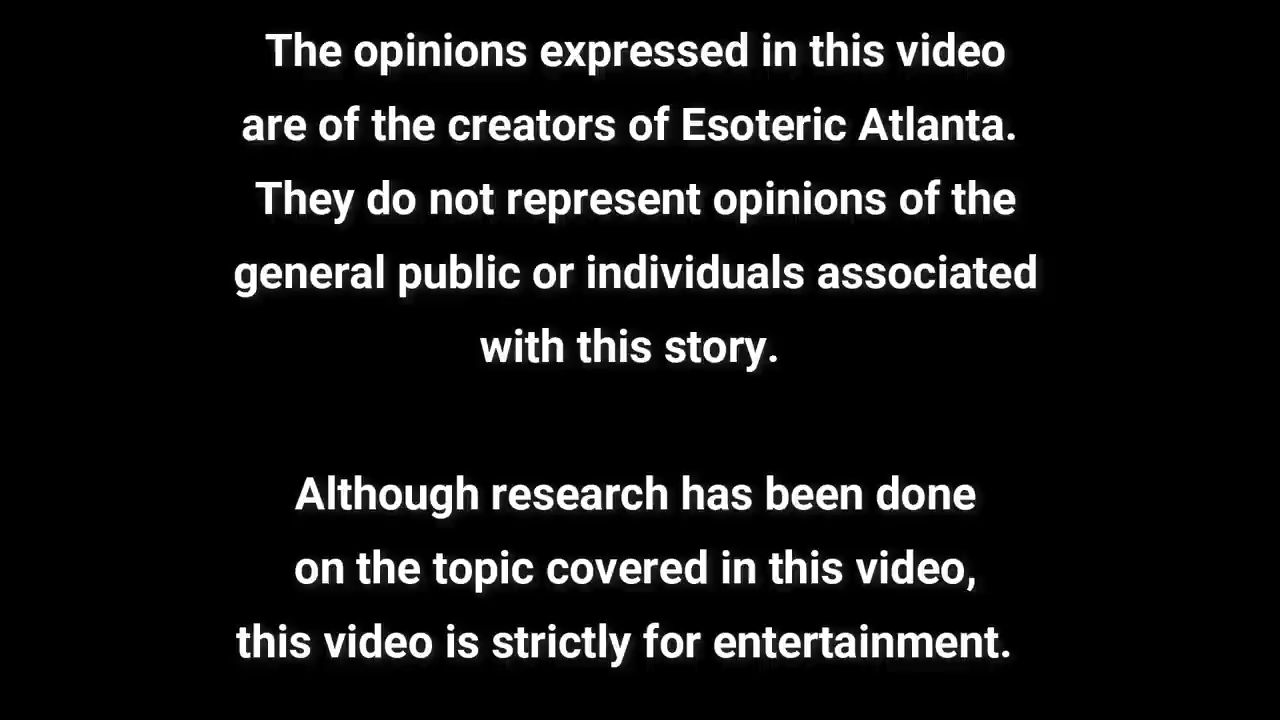 The opinions expressed in this video
are of the creators of Esoteric Atlanta.
They do not represent opinions of the
general public or individuals associated
with this story.
Although research has been done
on the topic covered in this video,
this video is strictly for entertainment.